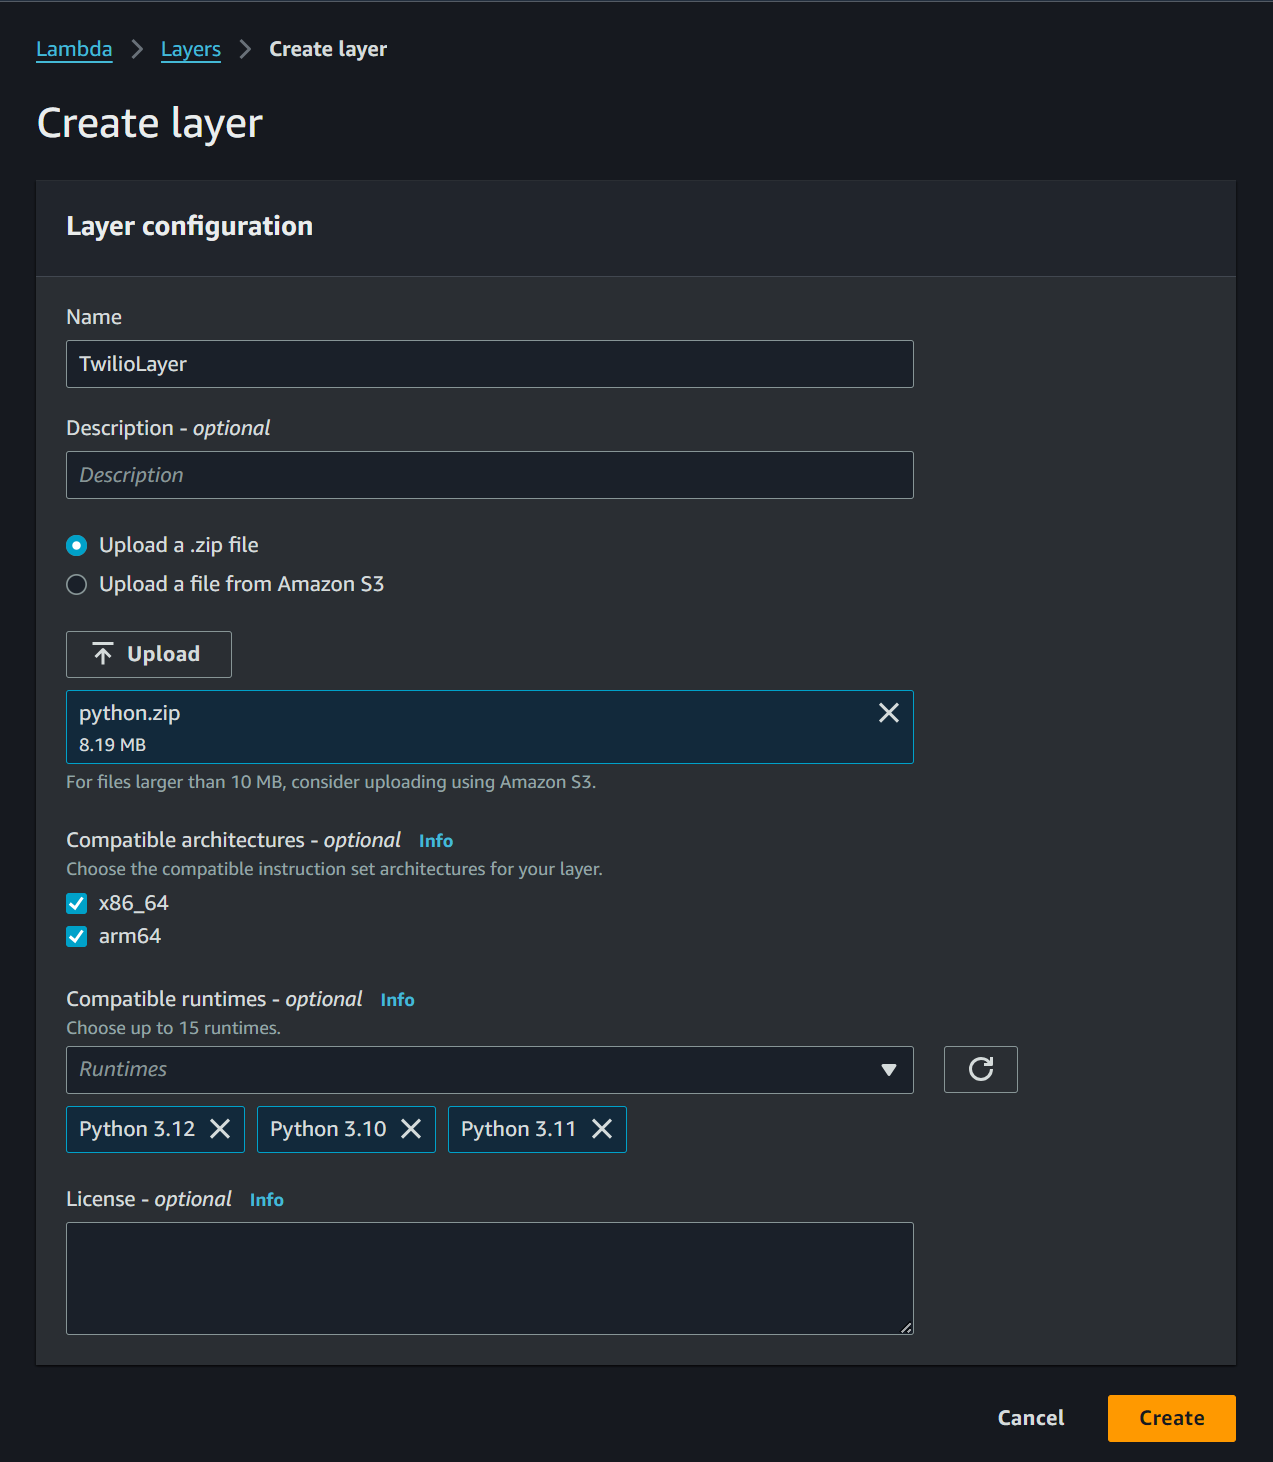 Lambda > Layers > Create layer
Create layer
Layer configuration
Name
TwilioLayer
Description - optional
Description
Upload a .zip file
Upload a file from Amazon S3
Upload
python.zip
8.19 MB
For files larger than 10 MB, consider uploading using Amazon S3.
Compatible architectures - optional Info
Choose the compatible instruction set architectures for your layer.
x86_64
arm64
Compatible runtimes - optional Info
Choose up to 15 runtimes.
Runtimes
Python 3.12 Python 3.10 Python 3.11
License - optional Info
Cancel Create